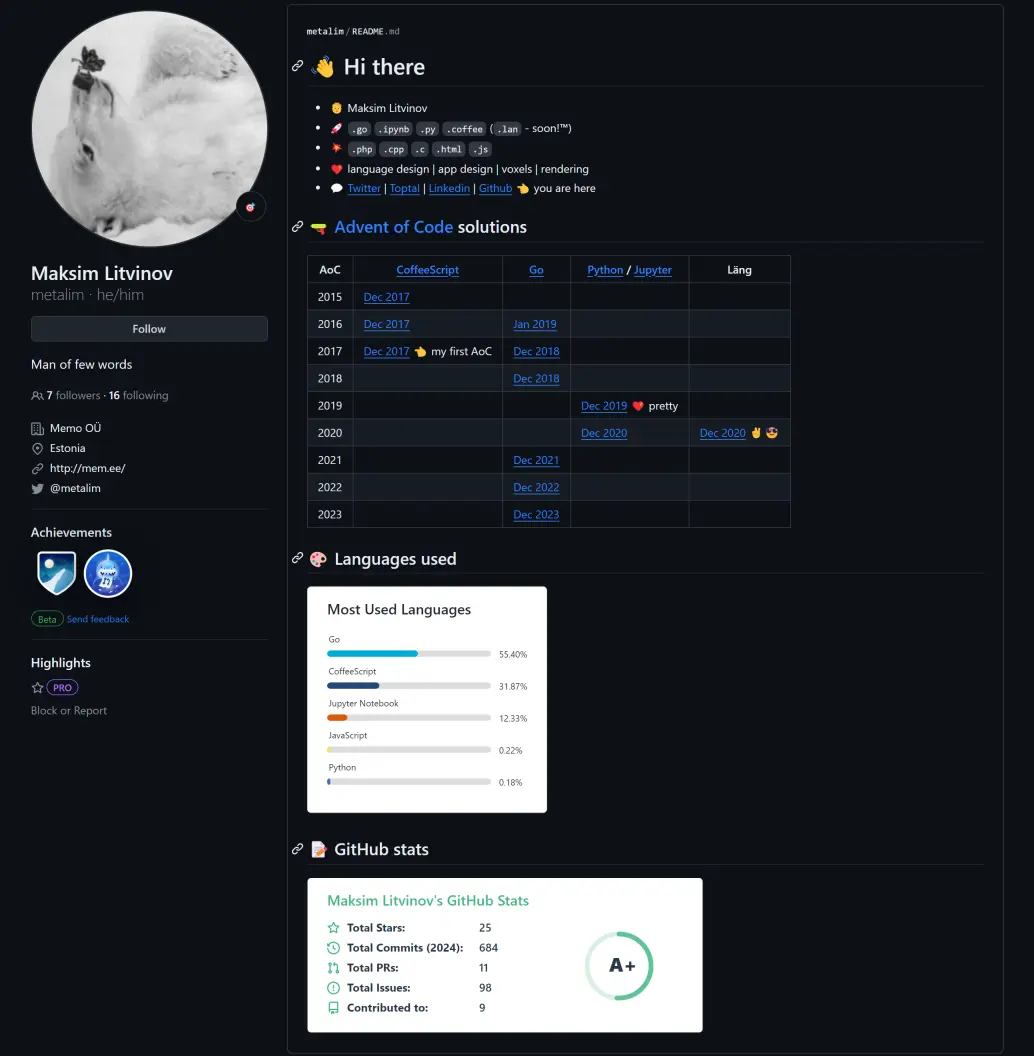 Maksim Litvinov
metalim · he/him
Follow
Man of few words
7 followers · 16 following
Memo OÜ
Estonia
http://mem.ee/
@metalim
Achievements
Beta Send feedback
Highlights
PRO
Block or Report
metalim/README.md
👋 Hi there
Maksim Litvinov
🚀 .go .ipynb .py .coffee (.lan - soon!™)
💥 .php .cpp .c .html .js
❤️ language design | app design | voxels | rendering
💬 Twitter | Toptal | Linkedin | Github 👈 you are here
🔫 Advent of Code solutions
AoC CoffeeScript Go Python / Jupyter Läng
2015 Dec 2017
2016 Dec 2017 Jan 2019
2017 Dec 2017 👈 my first AoC Dec 2018
2018 Dec 2018
2019 Dec 2019 ❤️ pretty
2020 Dec 2020 Dec 2020 ✌️ 😎
2021 Dec 2021
2022 Dec 2022
2023 Dec 2023
🎨 Languages used
Most Used Languages
Go
55.40%
CoffeeScript
31.87%
Jupyter Notebook
12.33%
JavaScript
0.22%
Python
0.18%
📝 GitHub stats
Maksim Litvinov's GitHub Stats
Total Stars: 25
Total Commits (2024): 684
Total PRs: 11
Total Issues: 98
Contributed to: 9
A+